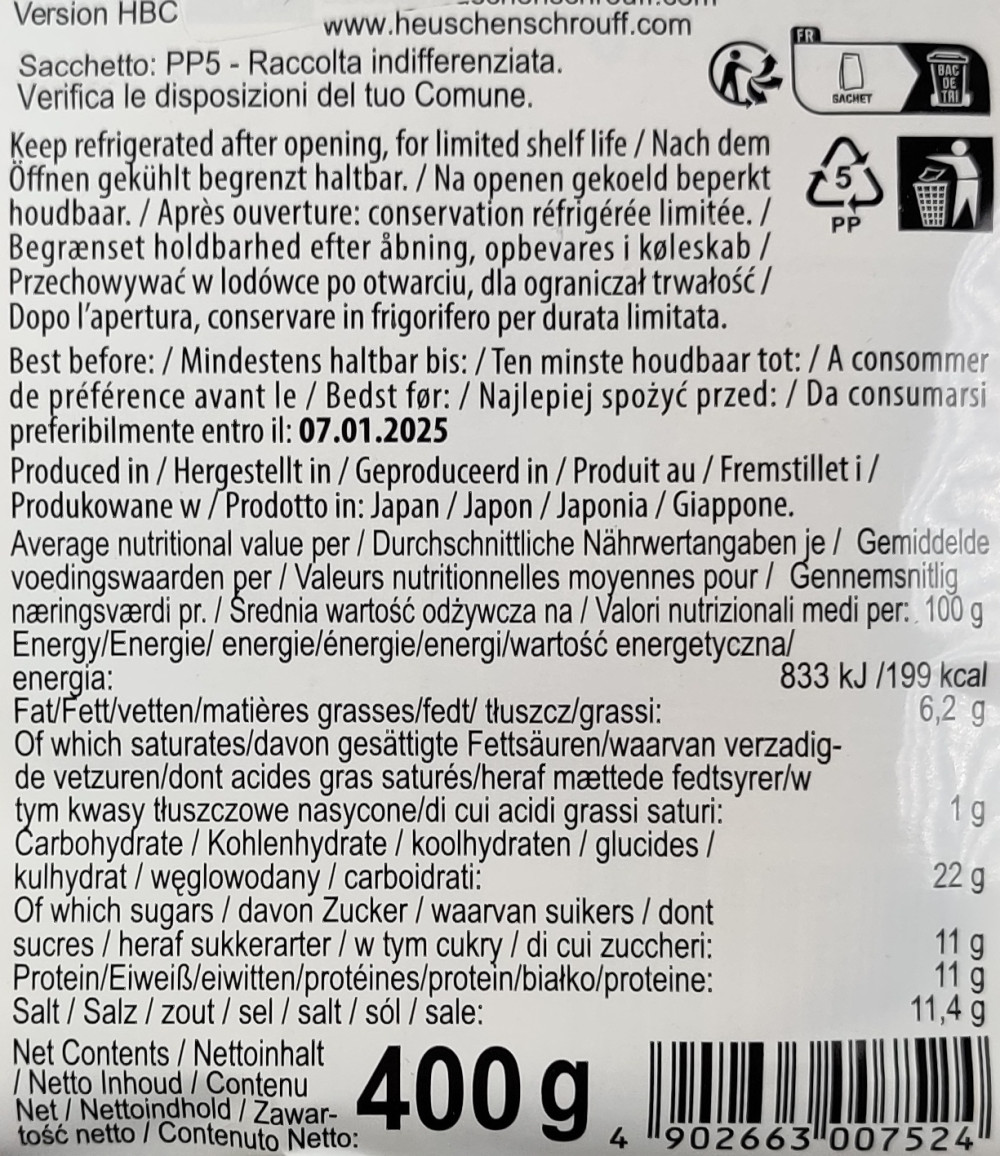 Version HBC
www.heuschenschrouff.com
Sacchetto: PP5 - Raccolta indifferenziata.
Verifica le disposizioni del tuo Comune.
FR
SACHET
BAC
DE
TRI
Keep refrigerated after opening, for limited shelf life / Nach dem
Öffnen gekühlt begrenzt haltbar. / Na openen gekoeld beperkt
houdbaar. / Après ouverture: conservation réfrigérée limitée. /
Begrænset holdbarhed efter åbning, opbevares i køleskab /
Przechowywać w lodówce po otwarciu, dla ograniczał trwałość /
Dopo l'apertura, conservare in frigorifero per durata limitata.
5
PP
Best before: / Mindestens haltbar bis: / Ten minste houdbaar tot: / A consommer
de préférence avant le / Bedst før: / Najlepiej spożyć przed: / Da consumarsi
preferibilmente entro il: 07.01.2025
Produced in / Hergestellt in / Geproduceerd in / Produit au / Fremstillet i /
Produkowane w / Prodotto in: Japan / Japon / Japonia / Giappone.
Average nutritional value per / Durchschnittliche Nährwertangaben je / Gemiddelde
voedingswaarden per / Valeurs nutritionnelles moyennes pour / Gennemsnitlig
næringsværdi pr. / Średnia wartość odżywcza na / Valori nutrizionali medi per: 100 g
Energy/Energie/ energie/énergie/energi/wartość energetyczna/
energia: 833 kJ /199 kcal
Fat/Fett/vetten/matières grasses/fedt/ tłuszcz/grassi: 6,2 g
Of which saturates/davon gesättigte Fettsäuren/waarvan verzadig-
de vetzuren/dont acides gras saturés/heraf mættede fedtsyrer/w
tym kwasy tłuszczowe nasycone/di cui acidi grassi saturi: 1 g
Carbohydrate / Kohlenhydrate / koolhydraten / glucides /
kulhydrat / węglowodany / carboidrati: 22 g
Of which sugars / davon Zucker / waarvan suikers / dont
sucres / heraf sukkerarter / w tym cukry / di cui zuccheri: 11 g
Protein/Eiweiß/eiwitten/protéines/protein/białko/proteine: 11 g
Salt / Salz / zout / sel / salt / sól / sale: 11,4 g
Net Contents / Nettoinhalt
/ Netto Inhoud / Contenu
Net / Nettoindhold / Zawar-
tość netto / Contenuto Netto:
400 g
4 902663 007524